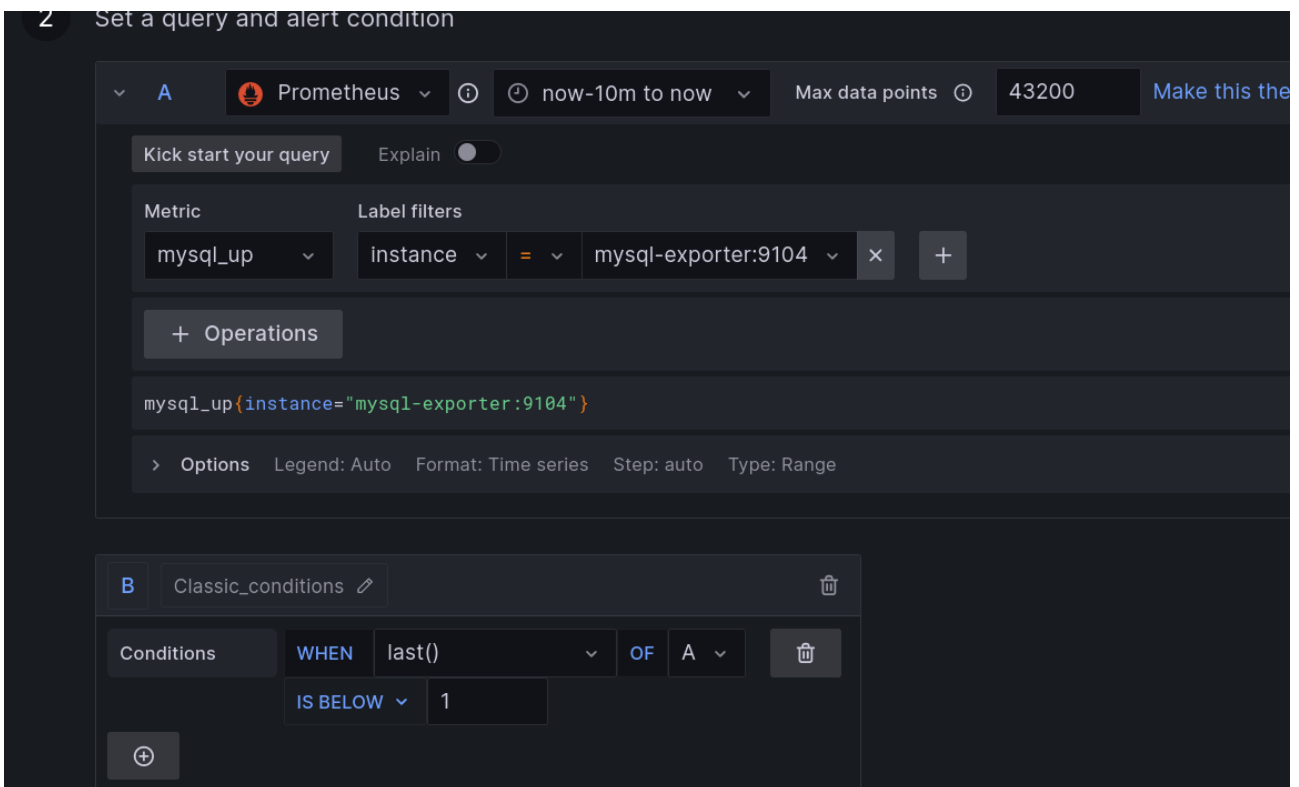 2 Set a query and alert condition
A Prometheus now-10m to now Max data points 43200 Make this the
Kick start your query Explain
Metric Label filters
mysql_up instance = mysql-exporter:9104
+ Operations
mysql_up{instance="mysql-exporter:9104"}
Options Legend: Auto Format: Time series Step: auto Type: Range
B Classic_conditions
Conditions WHEN last() OF A
IS BELOW 1